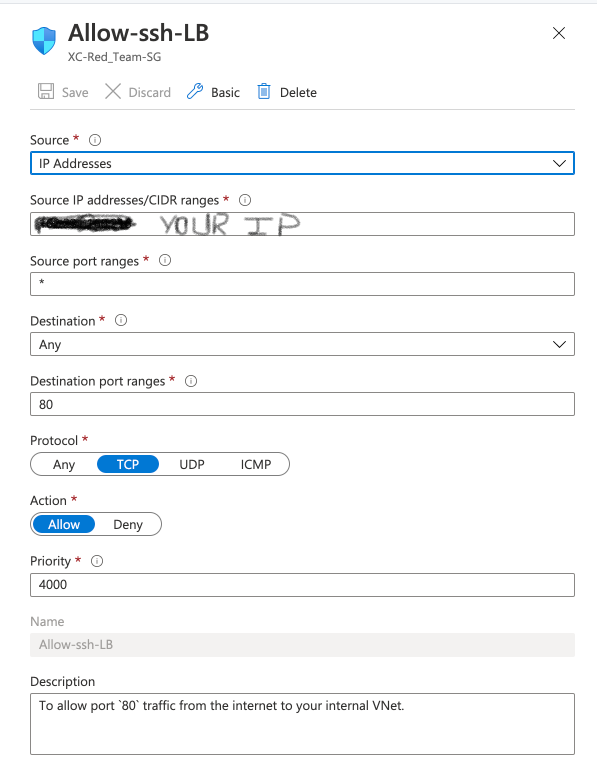 Allow-ssh-LB
XC-Red_Team-SG
Save Discard Basic Delete
Source *
IP Addresses
Source IP addresses/CIDR ranges *
YOUR IP
Source port ranges *
*
Destination *
Any
Destination port ranges *
80
Protocol *
Any TCP UDP ICMP
Action *
Allow Deny
Priority *
4000
Name
Allow-ssh-LB
Description
To allow port `80` traffic from the internet to your internal VNet.